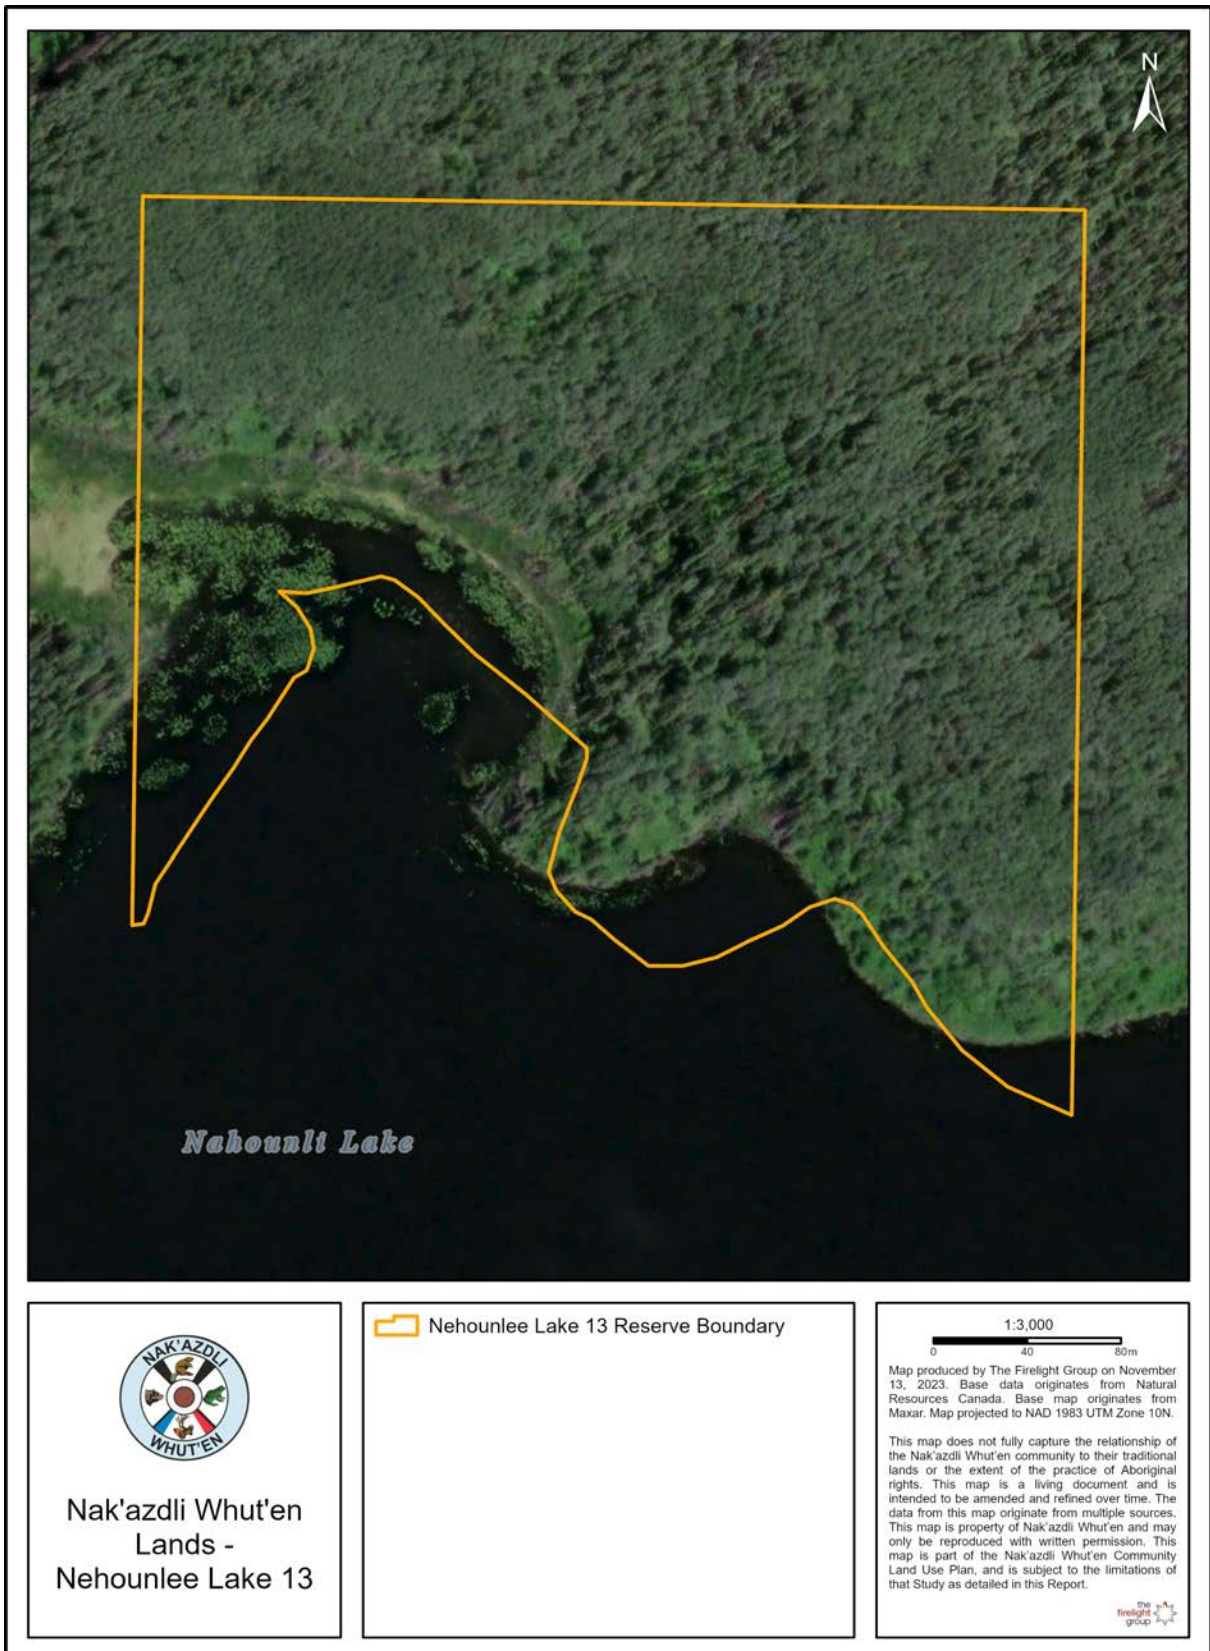 N
Nahounli Lake
NAK'AZDLI
WHUT'EN
Nak'azdli Whut'en
Lands -
Nehounlee Lake 13
Nehounlee Lake 13 Reserve Boundary
1:3,000
0 40 80m
Map produced by The Firelight Group on November
13, 2023. Base data originates from Natural
Resources Canada. Base map originates from
Maxar. Map projected to NAD 1983 UTM Zone 10N.
This map does not fully capture the relationship of
the Nak'azdli Whut'en community to their traditional
lands or the extent of the practice of Aboriginal
rights. This map is a living document and is
intended to be amended and refined over time. The
data from this map originate from multiple sources.
This map is property of Nak'azdli Whut'en and may
only be reproduced with written permission. This
map is part of the Nak'azdli Whut'en Community
Land Use Plan, and is subject to the limitations of
that Study as detailed in this Report.
the
firelight
group